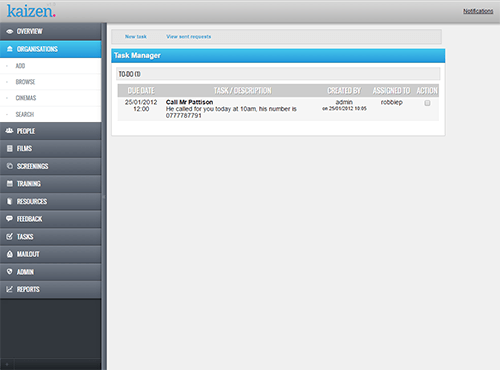 kaizen.
Notifications
OVERVIEW
ORGANISATIONS
ADD
BROWSE
CINEMAS
SEARCH
PEOPLE
FILMS
SCREENINGS
TRAINING
RESOURCES
FEEDBACK
TASKS
MAILOUT
ADMIN
REPORTS
New task View sent requests
Task Manager
TO-DO (1)
DUE DATE TASK / DESCRIPTION CREATED BY ASSIGNED TO ACTION
25/01/2012 Call Mr Pattison admin robbiep
12:00 He called for you today at 10am, his number is on 25/01/2012 10:05
0777787791